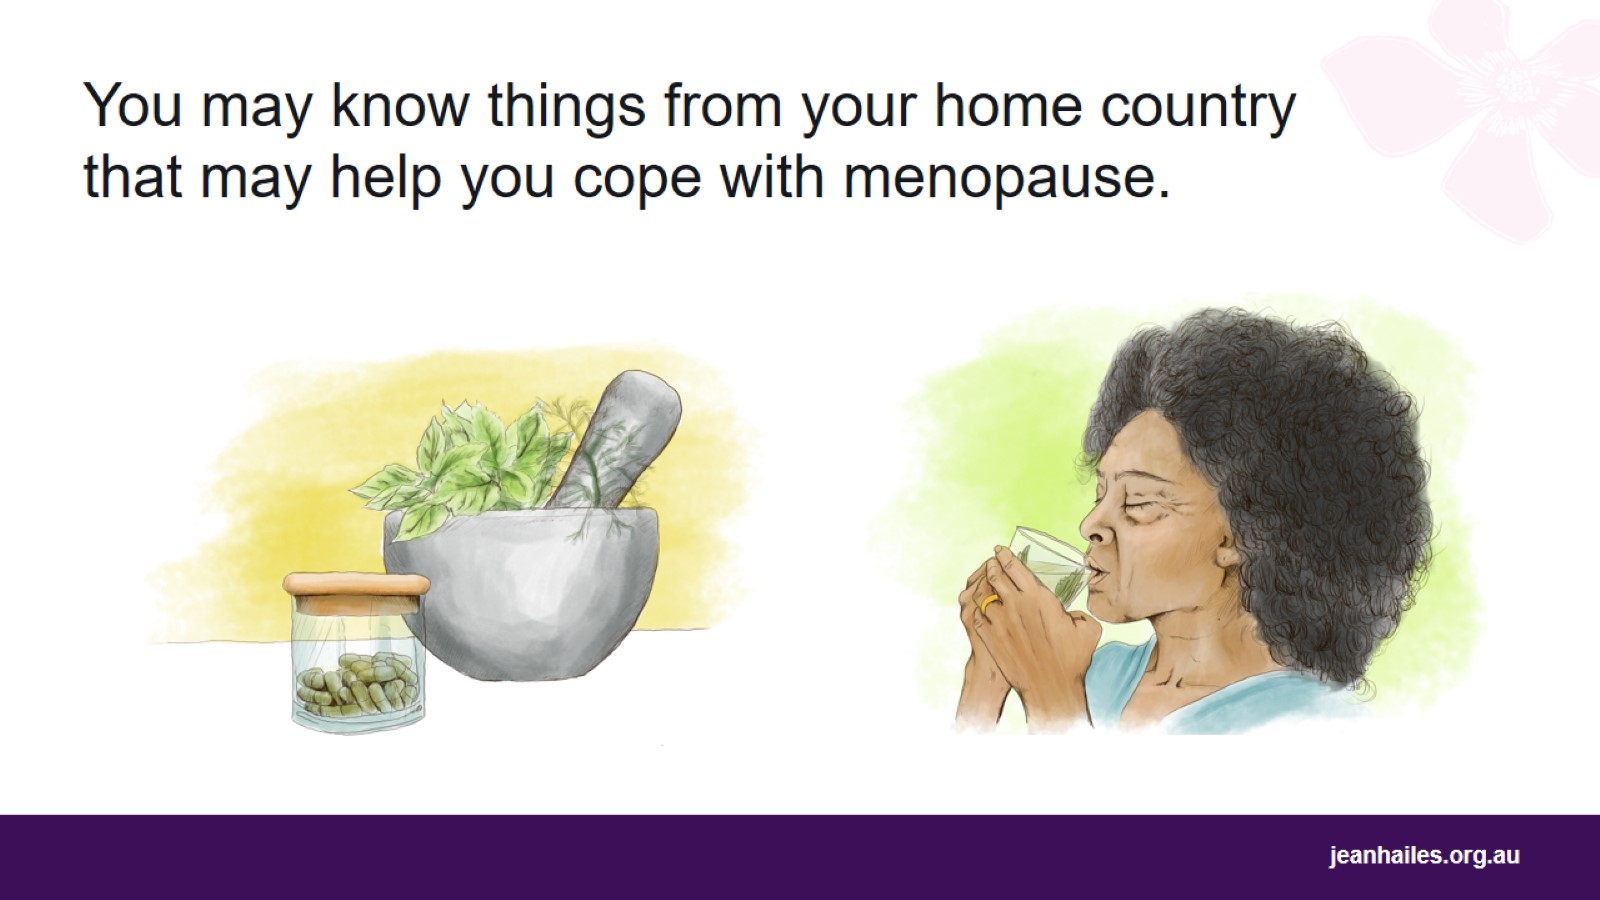 You may know things from your home country
that may help you cope with menopause.
jeanhailes.org.au